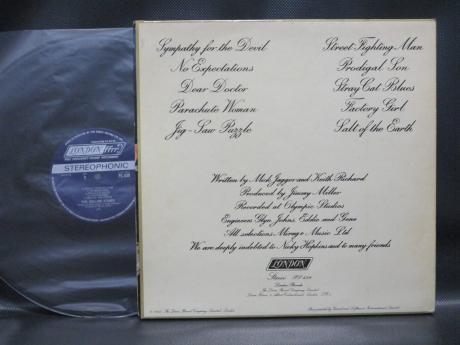 Sympathy for the Devil
No Expectations
Dear Doctor
Parachute Woman
Jig-Saw Puzzle
Street Fighting Man
Prodigal Son
Stray Cat Blues
Factory Girl
Salt of the Earth
Written by Mick Jagger and Keith Richard
Produced by Jimmy Miller
Recorded at Olympic Studios
Engineers Glyn Johns, Eddie and Gene
All selections Mirage Music Ltd
We are deeply indebted to Nicky Hopkins and to many friends
LONDON
Stereo
London Records
LONDON
STEREOPHONIC